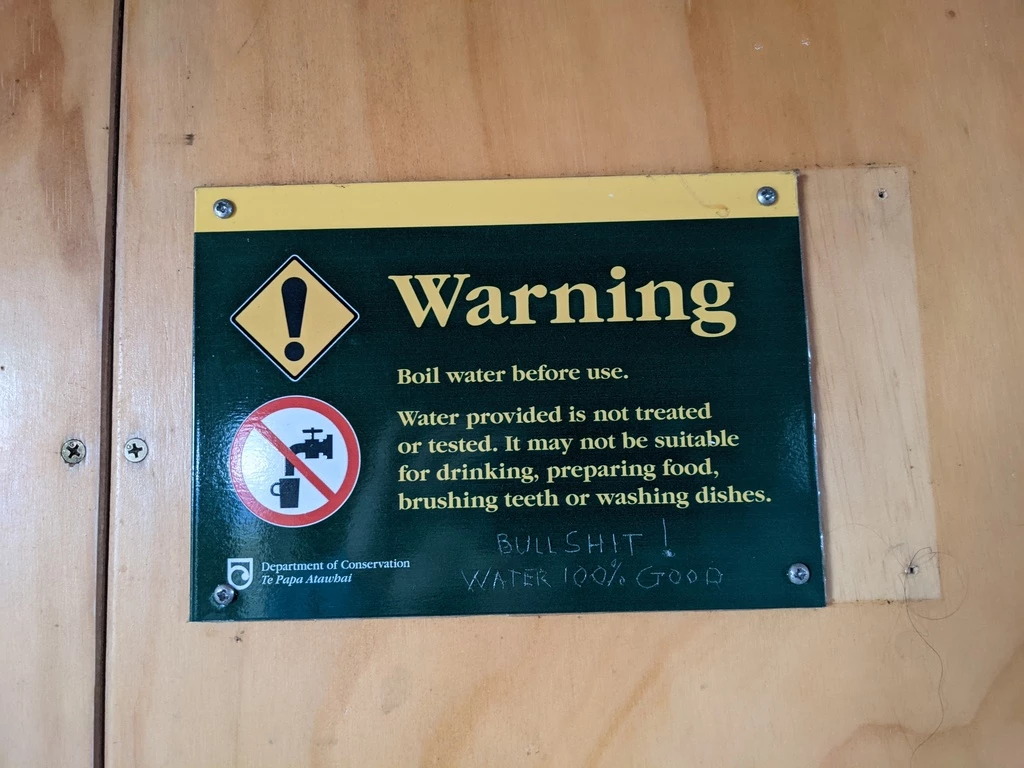 Warning
Boil water before use.
Water provided is not treated
or tested. It may not be suitable
for drinking, preparing food,
brushing teeth or washing dishes.
BULLSHIT !
WATER 100% GOOD
Department of Conservation
Te Papa Atawhai